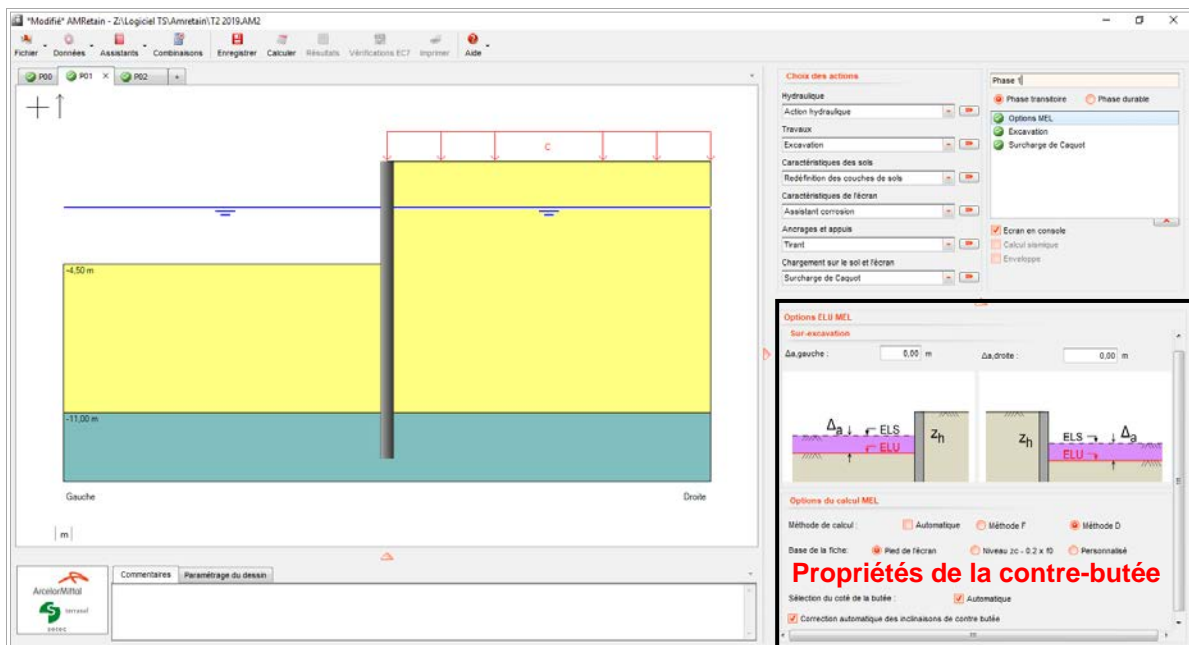 *Modifié* AMRetain - Z:\Logiciel TS\Amretain\T2 2019.AM2
Fichier Données Assistants Combinaisons Enregistrer Calculer Résultats Vérifications EC7 Imprimer Aide
P00 P01 × P02 +
C
-4,50 m
-11,00 m
Gauche
Droite
m
ArcelorMittal
terrasol
setec
Commentaires Paramétrage du dessin
Choix des actions
Hydraulique
Action hydraulique
Travaux
Excavation
Caractéristiques des sols
Redéfinition des couches de sols
Caractéristiques de l'écran
Assistant corrosion
Ancrages et appuis
Tirant
Chargement sur le sol et l'écran
Surcharge de Caquot
Phase 1
Phase transitoire Phase durable
Options MEL
Excavation
Surcharge de Caquot
Ecran en console
Calcul sismique
Enveloppe
Options ELU MEL
Sur-excavation
Δa,gauche : 0,00 m Δa,droite : 0,00 m
Δa ELS ELU zh
zh ELS ELU Δa
Options du calcul MEL
Méthode de calcul : Automatique Méthode F Méthode D
Base de la fiche: Pied de l'écran Niveau zc - 0.2 x f0 Personnalisé
Propriétés de la contre-butée
Sélection du coté de la butée : Automatique
Correction automatique des inclinaisons de contre butée